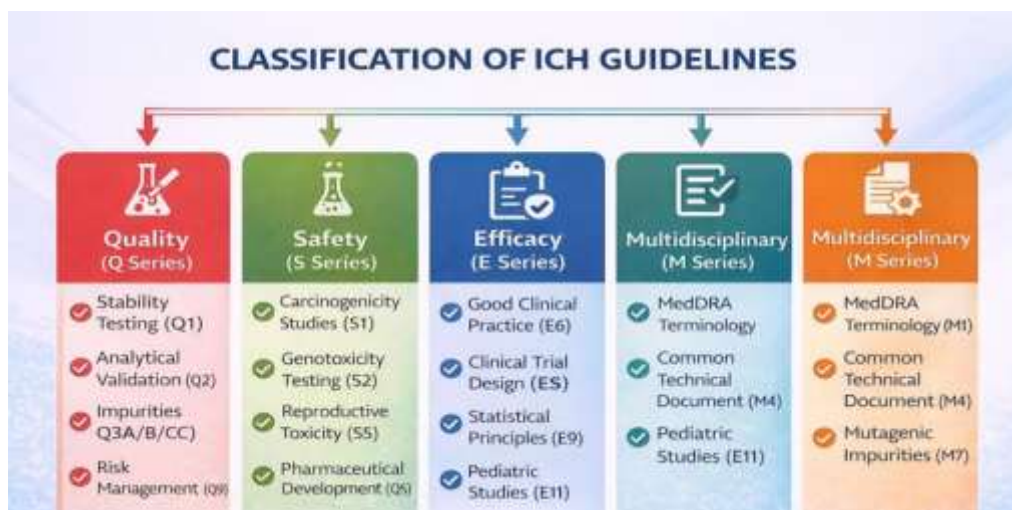 CLASSIFICATION OF ICH GUIDELINES
Quality
(Q Series)
Stability
Testing (Q1)
Analytical
Validation (Q2)
Impurities
Q3A/B/CC)
Risk
Management (Q9)
Safety
(S Series)
Carcinogenicity
Studies (S1)
Genotoxicity
Testing (S2)
Reproductive
Toxicity (S5)
Pharmaceutical
Development (Q5)
Efficacy
(E Series)
Good Clinical
Practice (E6)
Clinical Trial
Design (ES)
Statistical
Principles (E9)
Pediatric
Studies (E11)
Multidisciplinary
(M Series)
MedDRA
Terminology
Common
Technical
Document (M4)
Pediatric
Studies (E11)
Multidisciplinary
(M Series)
MedDRA
Terminology (M1)
Common
Technical
Document (M4)
Mutagenic
Impurities (M7)